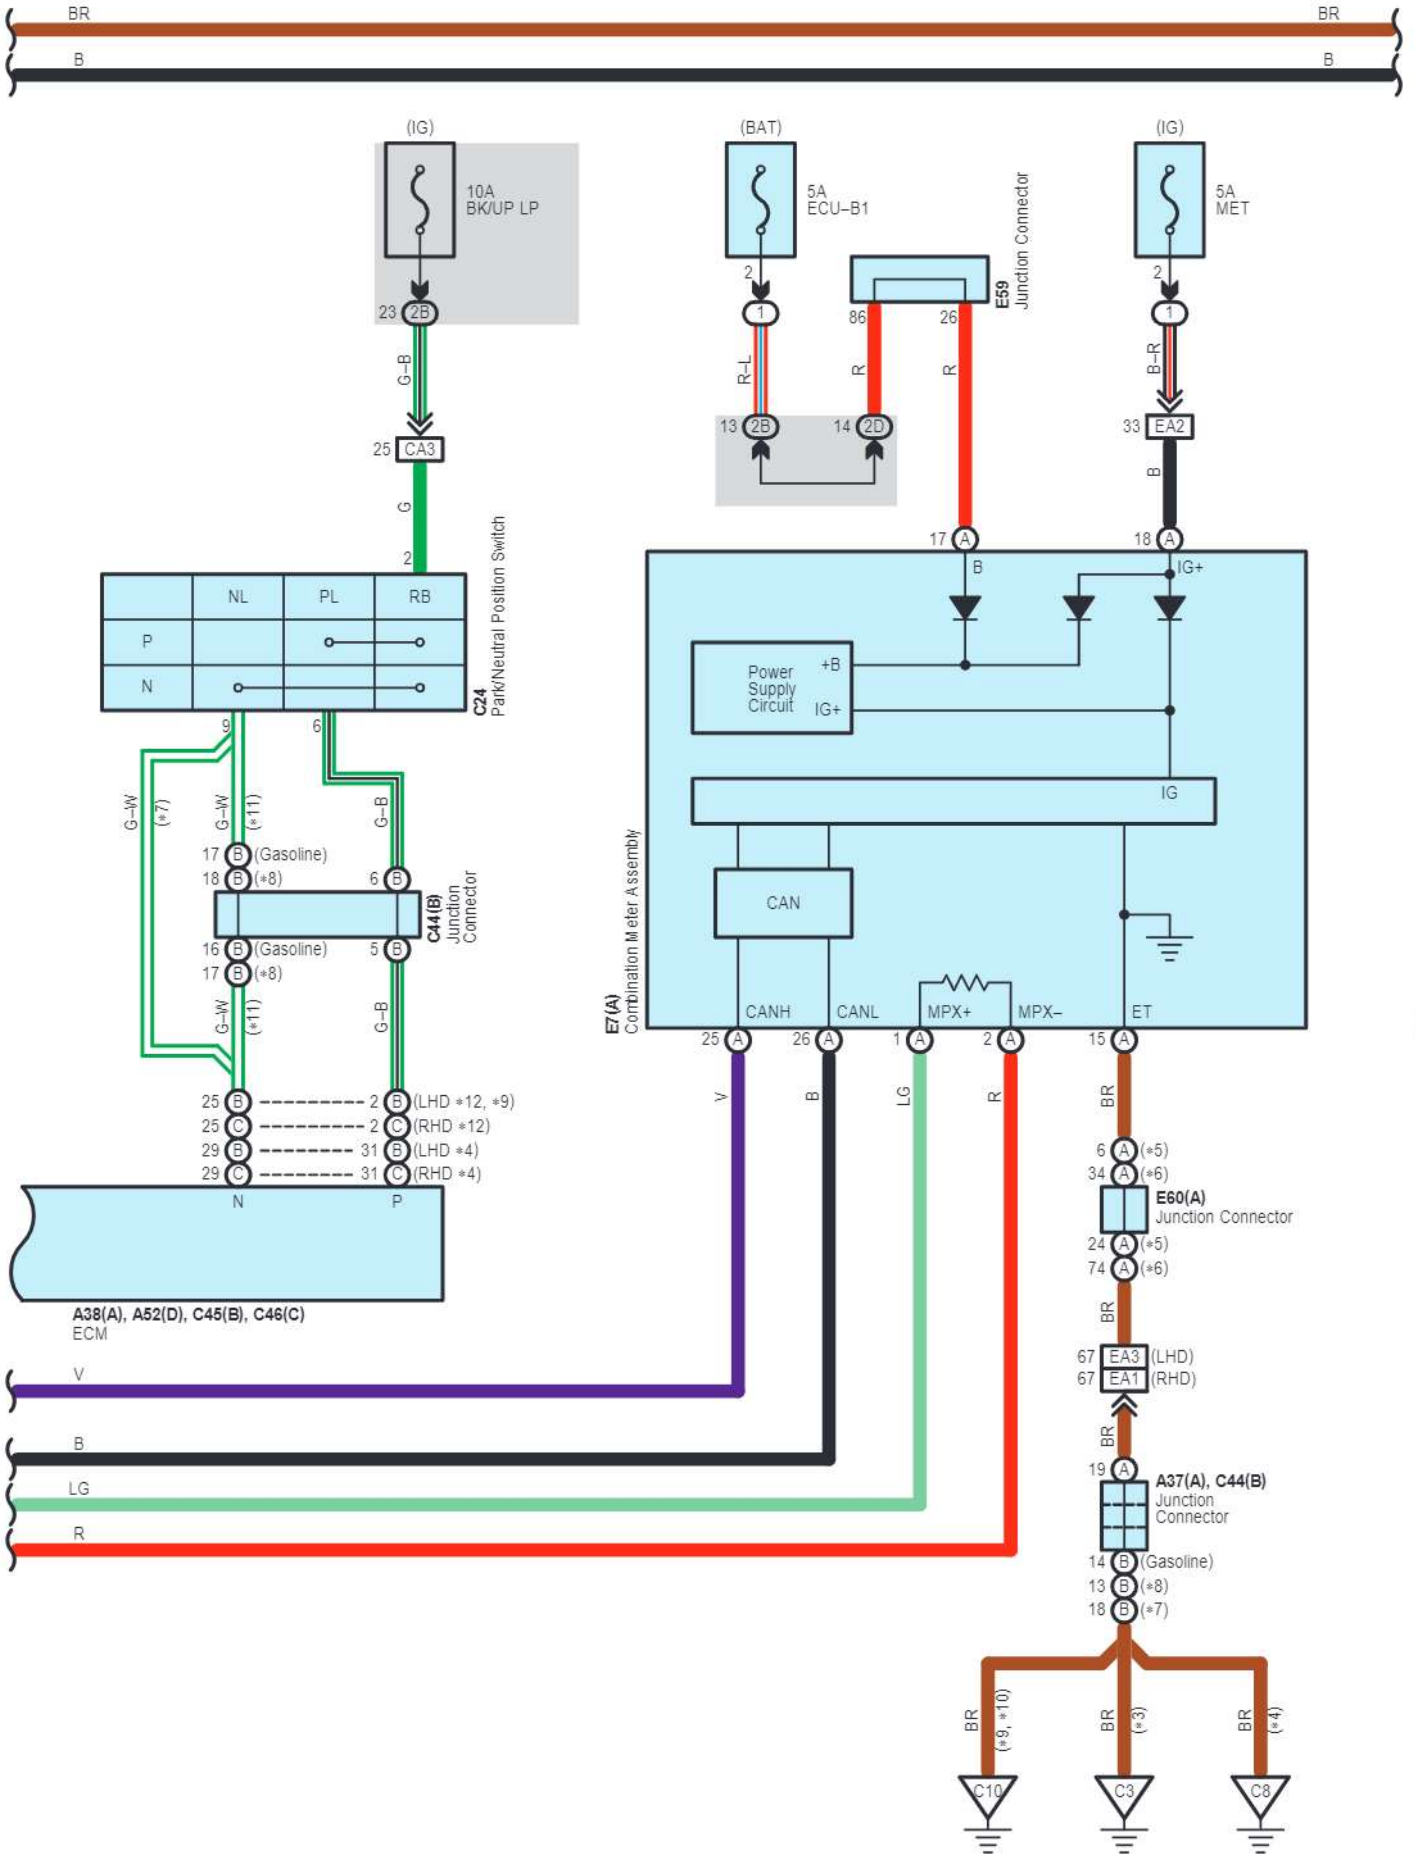 BR BR
B B
(IG) (BAT) (IG)
10A
BK/UP LP
5A
ECU–B1
5A
MET
E59
Junction Connector
2 2
23 2B 1 86 26 1
G–B R–L R R B–R
13 2B 14 2D 33 EA2
25 CA3
G B
2
17 A 18 A
C24
Park/Neutral Position Switch
NL PL RB
P
N
9 6
B IG+
Power
Supply
Circuit
+B
IG+
IG
CAN
E7(A)
Combination Meter Assembly
G–W
(*7)
G–W
(*11)
G–B
17 B (Gasoline)
18 B (*8) 6 B
C44(B)
Junction
Connector
16 B (Gasoline) 5 B
17 B (*8)
G–W
(*11)
G–B
CANH CANL MPX+ MPX– ET
25 A 26 A 1 A 2 A 15 A
V B LG R BR
25 B 2 B (LHD *12, *9)
25 C 2 C (RHD *12)
29 B 31 B (LHD *4)
29 C 31 C (RHD *4)
N P
A38(A), A52(D), C45(B), C46(C)
ECM
6 A (*5)
34 A (*6)
E60(A)
Junction Connector
24 A (*5)
74 A (*6)
BR
67 EA3 (LHD)
67 EA1 (RHD)
BR
V
B
LG
R
19 A
A37(A), C44(B)
Junction
Connector
14 B (Gasoline)
13 B (*8)
18 B (*7)
BR
(*9, *10)
BR
(*3)
BR
(*4)
C10 C3 C8